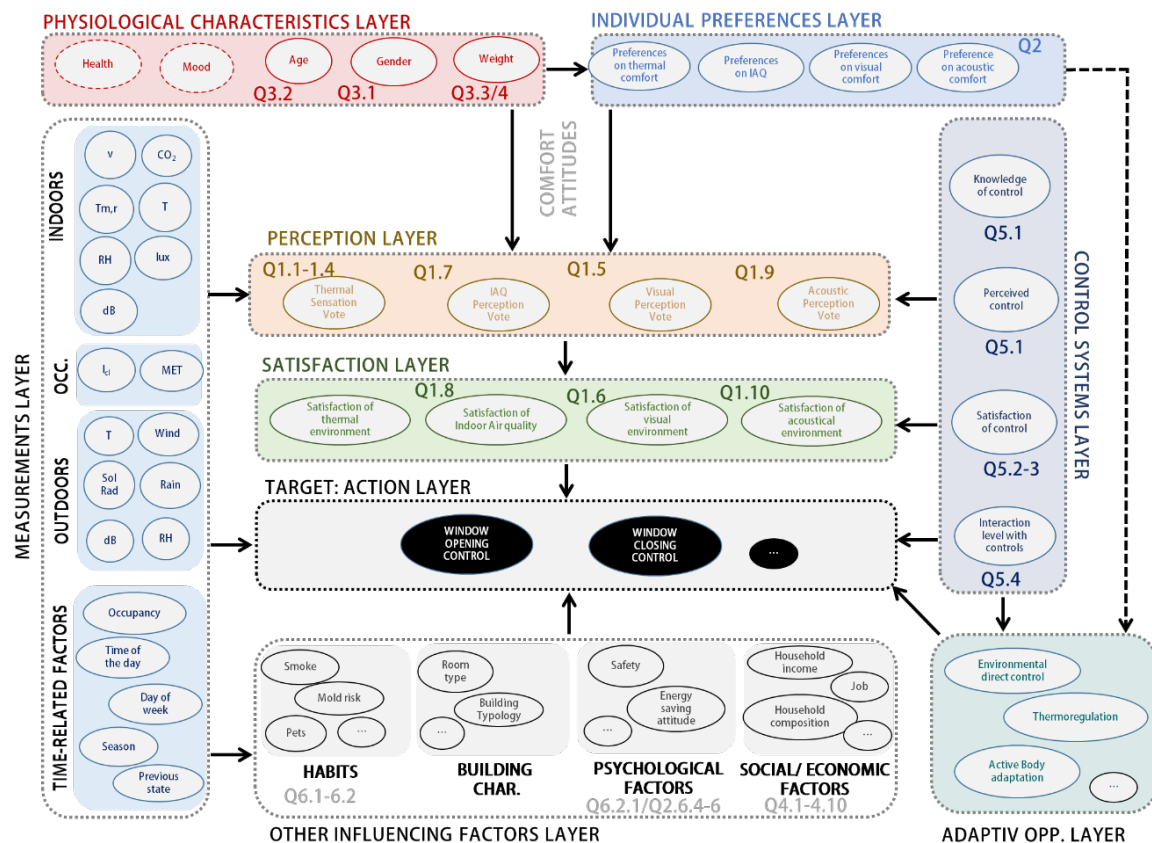 PHYSIOLOGICAL CHARACTERISTICS LAYER
Health
Mood
Age
Gender
Weight
Q3.2
Q3.1
Q3.3/4
INDIVIDUAL PREFERENCES LAYER
Preferences
on thermal
comfort
Preferences
on IAQ
Preferences
on visual
comfort
Preference
on acoustic
comfort
Q2
COMFORT
ATTITUDES
MEASUREMENTS LAYER
INDOORS
v
CO2
Tm,r
T
RH
lux
dB
OCC.
Icl
MET
OUTDOORS
T
Wind
Sol
Rad
Rain
dB
RH
TIME-RELATED FACTORS
Occupancy
Time of
the day
Day of
week
Season
Previous
state
PERCEPTION LAYER
Q1.1-1.4
Q1.7
Q1.5
Q1.9
Thermal
Sensation
Vote
IAQ
Perception
Vote
Visual
Perception
Vote
Acoustic
Perception
Vote
SATISFACTION LAYER
Q1.8
Q1.6
Q1.10
Satisfaction of
thermal
environment
Satisfaction of
Indoor Air quality
Satisfaction of
visual
environment
Satisfaction of
acoustical
environment
TARGET: ACTION LAYER
WINDOW
OPENING
CONTROL
WINDOW
CLOSING
CONTROL
...
CONTROL SYSTEMS LAYER
Knowledge
of control
Q5.1
Perceived
control
Q5.1
Satisfaction
of control
Q5.2-3
Interaction
level with
controls
Q5.4
Smoke
Mold risk
Pets
...
HABITS
Q6.1-6.2
Room
type
Building
Typology
...
BUILDING
CHAR.
Safety
Energy
saving
attitude
...
PSYCHOLOGICAL
FACTORS
Q6.2.1/Q2.6.4-6
Household
income
Job
Household
composition
...
SOCIAL/ ECONOMIC
FACTORS
Q4.1-4.10
OTHER INFLUENCING FACTORS LAYER
Environmental
direct control
Thermoregulation
Active Body
adaptation
...
ADAPTIV OPP. LAYER